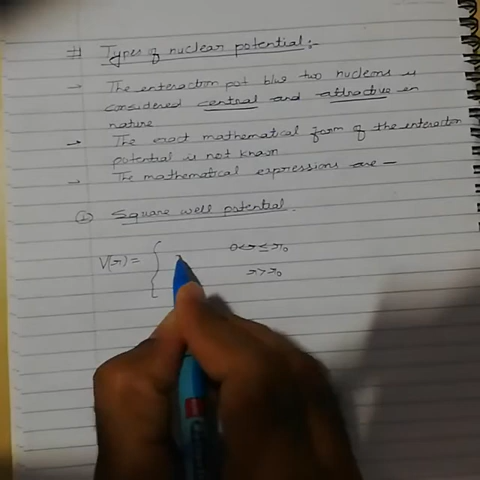 # Types of nuclear potential:-
→ The interaction pot b/w two nucleons is
considered central and attractive in
nature
→ The exact mathematical form of the interaction
potential is not known
→ The mathematical expressions are —
① Square well potential.
V(r) = {
0<r≤r₀
r>r₀